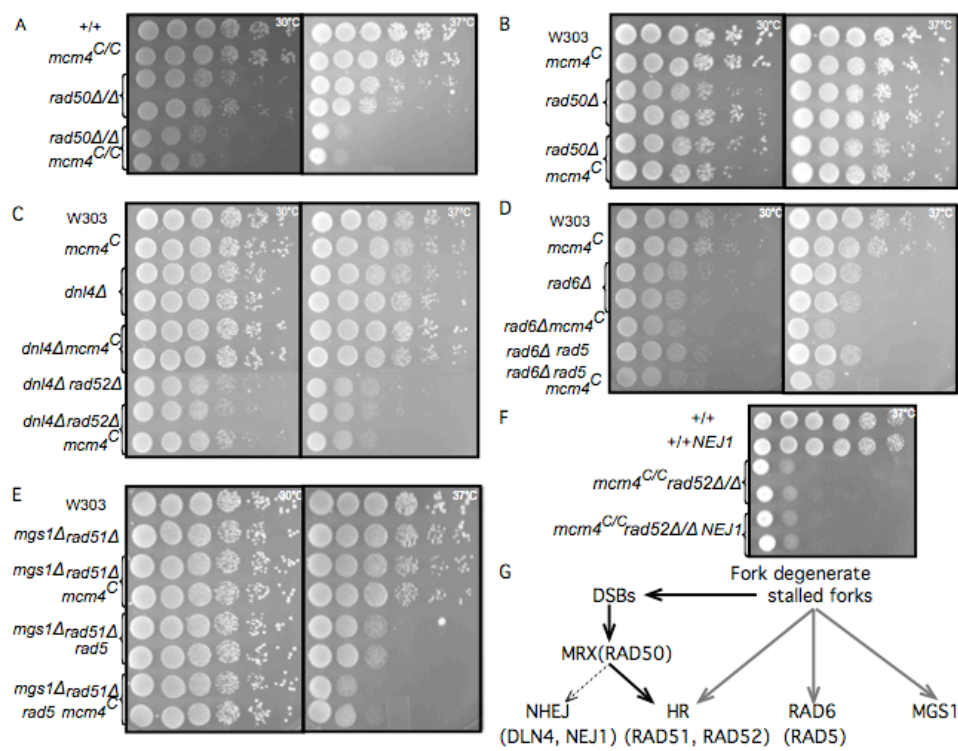 A
+/+
mcm4C/C
rad50Δ/Δ
rad50Δ/Δ
mcm4C/C
30°C
37°C
B
W303
mcm4C
rad50Δ
rad50Δ
mcm4C
30°C
37°C
C
W303
mcm4C
dnl4Δ
dnl4Δmcm4C
dnl4Δ rad52Δ
dnl4Δrad52Δ
mcm4C
30°C
37°C
D
W303
mcm4C
rad6Δ
rad6Δmcm4C
rad6Δ rad5
rad6Δ rad5
mcm4C
30°C
37°C
E
W303
mgs1Δrad51Δ
mgs1Δrad51Δ
mcm4C
mgs1Δrad51Δ
rad5
mgs1Δrad51Δ
rad5 mcm4C
30°C
37°C
F
+/+
+/+NEJ1
mcm4C/Crad52Δ/Δ
mcm4C/Crad52Δ/Δ NEJ1
37°C
G
Fork degenerate
stalled forks
DSBs
MRX(RAD50)
NHEJ
(DLN4, NEJ1)
HR
(RAD51, RAD52)
RAD6
(RAD5)
MGS1